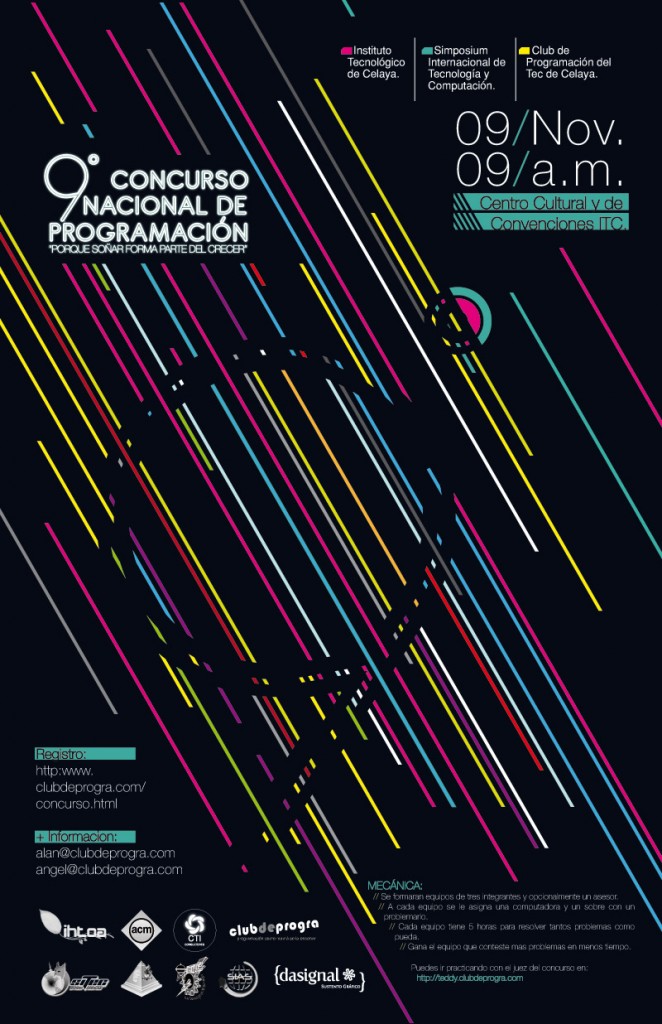 Instituto
Tecnológico
de Celaya.
Simposium
Internacional de
Tecnología y
Computación.
Club de
Programación del
Tec de Celaya.
09/Nov.
09/a.m.
Centro Cultural y de
Convenciones ITC.
9° CONCURSO
NACIONAL DE
PROGRAMACIÓN
"PORQUE SOÑAR FORMA PARTE DEL CRECER"
Registro:
http:www.
clubdeprogra.com/
concurso.html
+ Informacion:
alan@clubdeprogra.com
angel@clubdeprogra.com
MECÁNICA:
// Se formaran equipos de tres integrantes y opcionalmente un asesor.
// A cada equipo se le asigna una computadora y un sobre con un
problemario.
// Cada equipo tiene 5 horas para resolver tantos problemas como
pueda.
// Gana el equipo que conteste mas problemas en menos tiempo.
Puedes ir practicando con el juez del concurso en:
http://teddy.clubdeprogra.com
ihtoa
acm
CTI
clubdeprogra
{dasignal}
SUSTENTO GRÁFICO